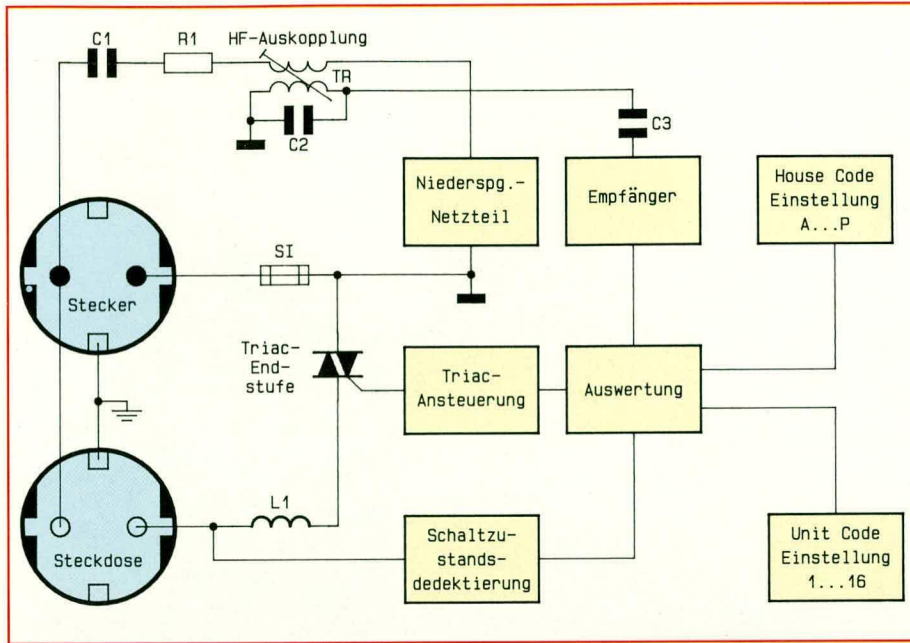 C1
R1
HF-Auskopplung
TR
C2
C3
Niederspg.-
Netzteil
Empfänger
House Code
Einstellung
A...P
Stecker
SI
Triac-
End-
stufe
Triac-
Ansteuerung
Auswertung
L1
Steckdose
Schaltzu-
stands-
dedektierung
Unit Code
Einstellung
1...16